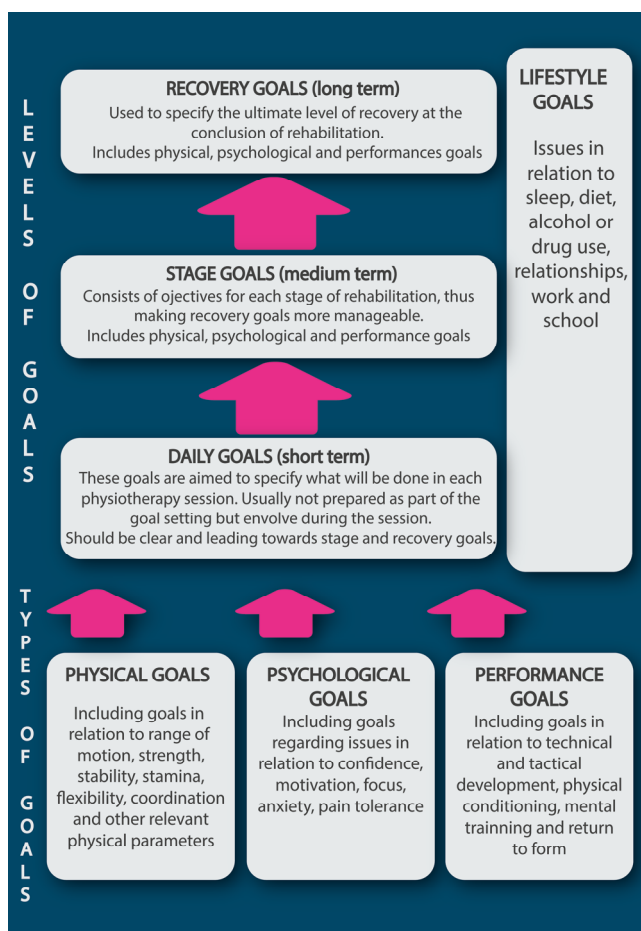 LEVELS OF GOALS
RECOVERY GOALS (long term)
Used to specify the ultimate level of recovery at the
conclusion of rehabilitation.
Includes physical, psychological and performances goals
STAGE GOALS (medium term)
Consists of ojectives for each stage of rehabilitation, thus
making recovery goals more manageable.
Includes physical, psychological and performance goals
DAILY GOALS (short term)
These goals are aimed to specify what will be done in each
physiotherapy session. Usually not prepared as part of the
goal setting but envolve during the session.
Should be clear and leading towards stage and recovery goals.
LIFESTYLE
GOALS
Issues in
relation to
sleep, diet,
alcohol or
drug use,
relationships,
work and
school
TYPES OF GOALS
PHYSICAL GOALS
Including goals in
relation to range of
motion, strength,
stability, stamina,
flexibility, coordination
and other relevant
physical parameters
PSYCHOLOGICAL
GOALS
Including goals
regarding issues in
relation to confidence,
motivation, focus,
anxiety, pain tolerance
PERFORMANCE
GOALS
Including goals in
relation to technical
and tactical
development, physical
conditioning, mental
trainning and return
to form